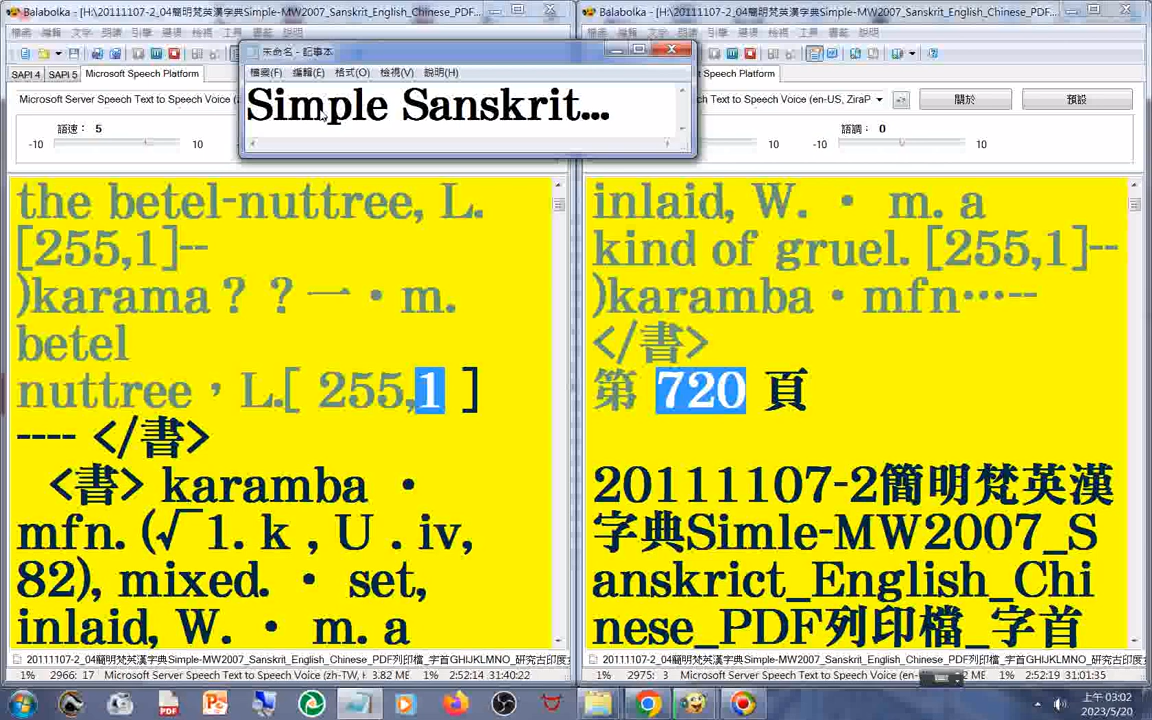 Balabolka - [H:\20111107-2_04簡明梵英漢字典Simple-MW2007_Sanskrit_English_Chinese_PDF...
Balabolka - [H:\20111107-2_04簡明梵英漢字典Simple-MW2007_Sanskrit_English_Chinese_PDF...
未命名 - 記事本
檔案(F) 編輯(E) 格式(O) 檢視(V) 說明(H)
Simple Sanskrit...
SAPI 4 SAPI 5 Microsoft Speech Platform
t Speech Platform
Microsoft Server Speech Text to Speech Voice (
ch Text to Speech Voice (en-US, ZiraP
關於
預設
語速： 5
-10 10
語調： 0
10 -10 10
the betel-nuttree, L.
[255,1]--
)karama？？一・m.
betel
nuttree，L.[ 255,1 ]
---- </書>
<書> karamba ・
mfn. (√ 1. k , U . iv,
82), mixed. ・ set,
inlaid, W. ・ m. a
inlaid, W. ・ m. a
kind of gruel. [255,1]--
)karamba・mfn…--
</書>
第 720 頁
20111107-2簡明梵英漢
字典Simle-MW2007_S
anskrict_English_Chi
nese_PDF列印檔_字首
20111107-2_04簡明梵英漢字典Simple-MW2007_Sanskrit_English_Chinese_PDF列印檔_字首GHIJKLMNO_研究古印度
20111107-2_04簡明梵英漢字典Simple-MW2007_Sanskrit_English_Chinese_PDF列印檔_字首GHIJKLMNO_研究古印度
1% 2966: 17 Microsoft Server Speech Text to Speech Voice (zh-TW, H 3.82 MB 1% 2:52:14 31:40:22
1% 2975: 3 Microsoft Server Speech Text to Speech Voice (en- 1% 2:52:19 31:01:35
上午 03:02
2023/5/20